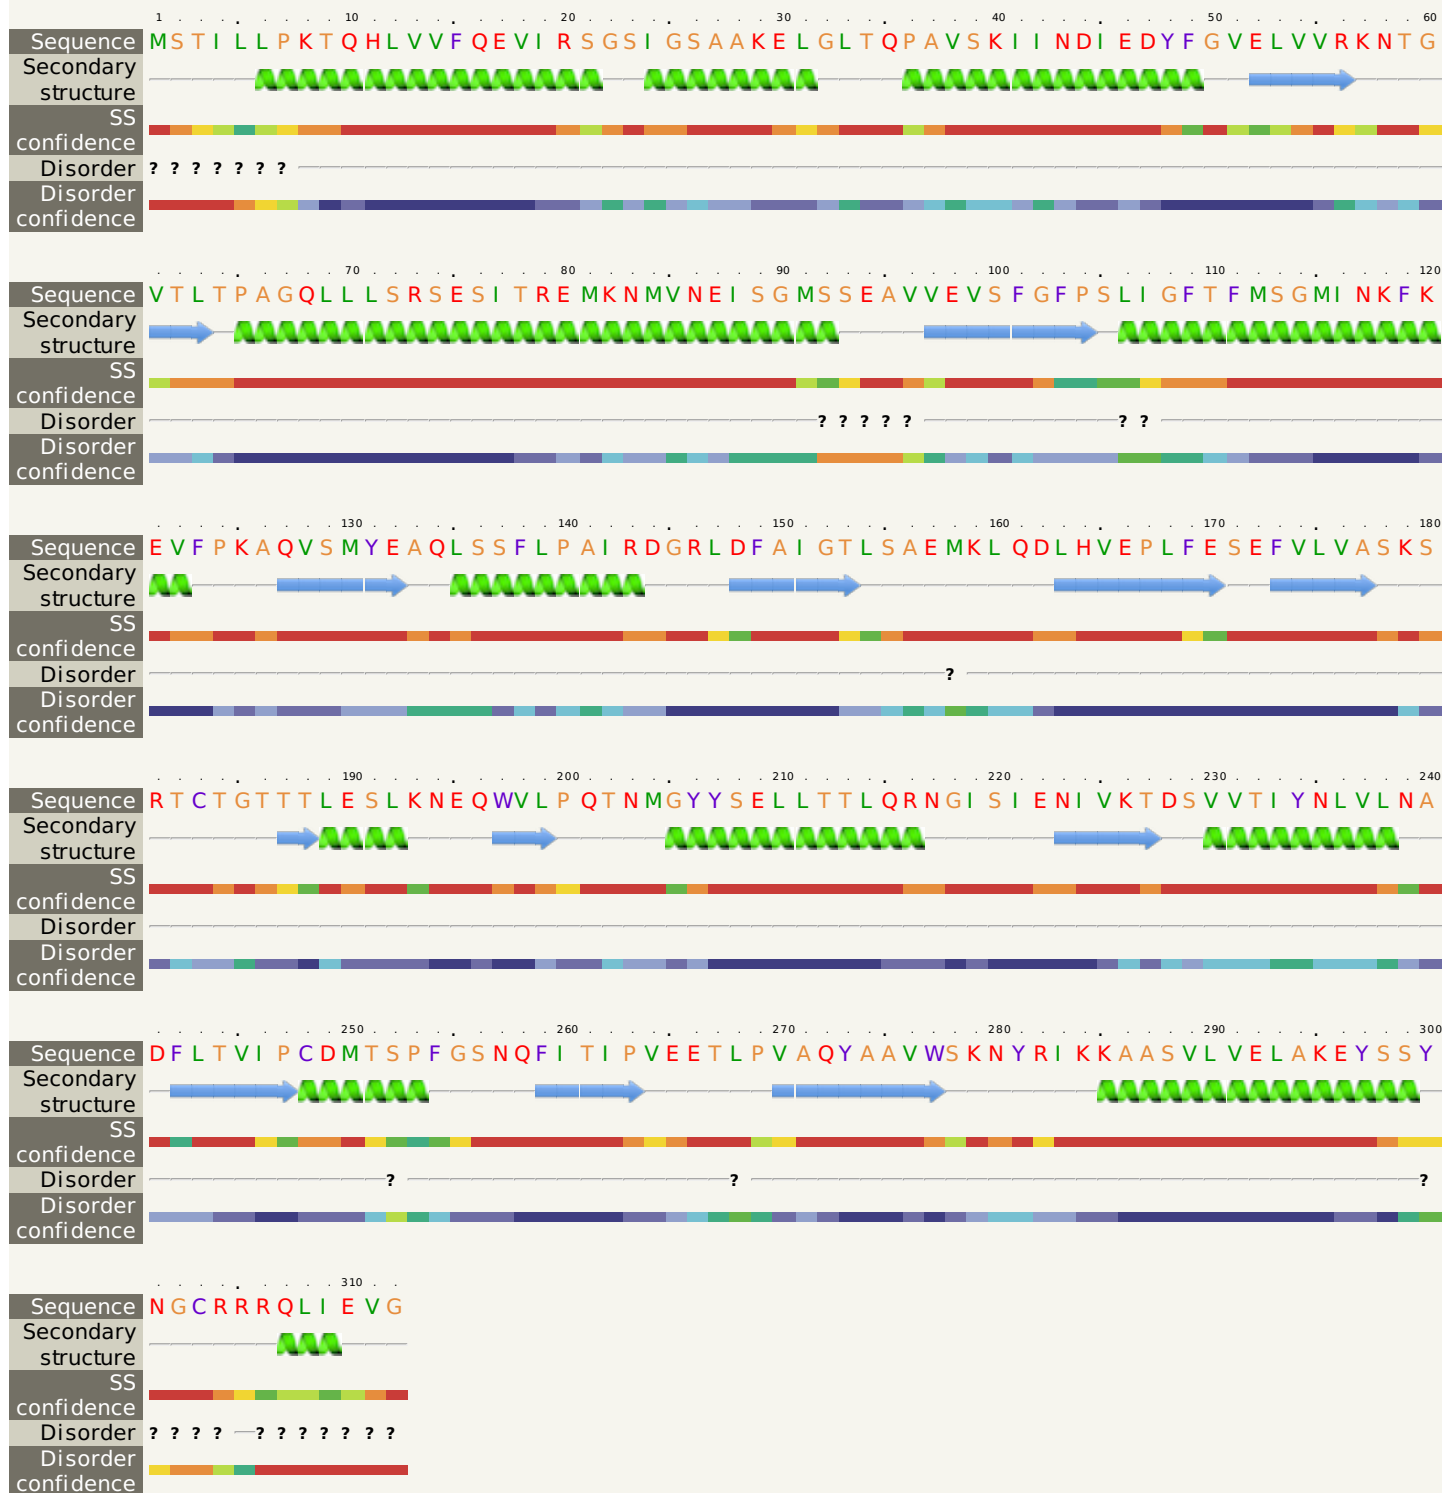 1 10 20 30 40 50 60
Sequence MSTILLPKTQHLVVFQEVIRSGSIGSAAKELGLTQPAVSKIINDIEDYFGVELVVRKNTG
Secondary
structure
SS
confidence
Disorder ? ? ? ? ? ? ?
Disorder
confidence
70 80 90 100 110 120
Sequence VTLTPAGQLLLSRSESITREMKNMVNEISGMSSEAVVEVSFGFPSLIGFTFMSGMINKFK
Secondary
structure
SS
confidence
Disorder ? ? ? ? ? ? ?
Disorder
confidence
130 140 150 160 170 180
Sequence EVFPKAQVSMYEAQLSSFLPAIRDGRLDFAIGTLSAEMKLQDLHVEPLFESEFVLVASKS
Secondary
structure
SS
confidence
Disorder ?
Disorder
confidence
190 200 210 220 230 240
Sequence RTCTGTTTLESLKNEQWVLPQTNMGYYSELLTTLQRNGISIENIVKTDSVVTIYNLVLNA
Secondary
structure
SS
confidence
Disorder
Disorder
confidence
250 260 270 280 290 300
Sequence DFLTVIPCDMTSPFGSNQFITIPVEETLPVAQYAAVWSKNYRIKKAASVLVELAKEYSSY
Secondary
structure
SS
confidence
Disorder ? ? ?
Disorder
confidence
310
Sequence NGCRRRQLIEVG
Secondary
structure
SS
confidence
Disorder ? ? ? ? ? ? ? ? ? ? ?
Disorder
confidence